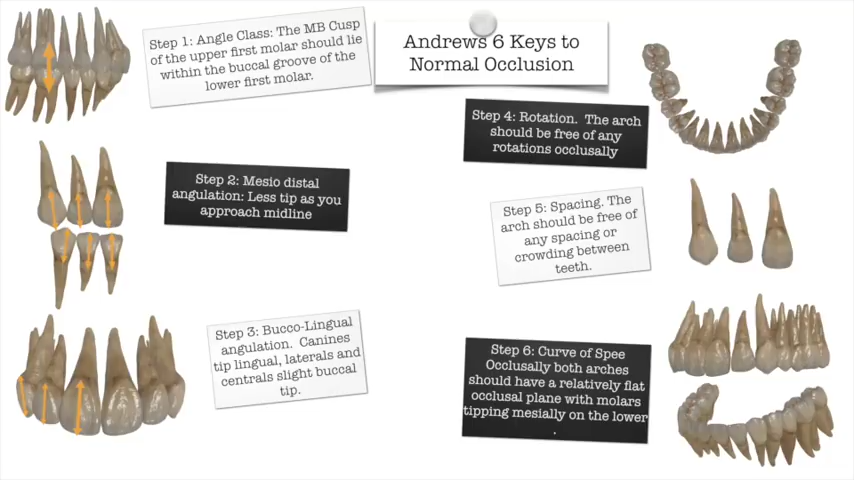 Andrews 6 Keys to
Normal Occlusion
Step 1: Angle Class: The MB Cusp
of the upper first molar should lie
within the buccal groove of the
lower first molar.
Step 2: Mesio distal
angulation: Less tip as you
approach midline
Step 3: Bucco-Lingual
angulation. Canines
tip lingual, laterals and
centrals slight buccal
tip.
Step 4: Rotation. The arch
should be free of any
rotations occlusally
Step 5: Spacing. The
arch should be free of
any spacing or
crowding between
teeth.
Step 6: Curve of Spee
Occlusally both arches
should have a relatively flat
occlusal plane with molars
tipping mesially on the lower
.